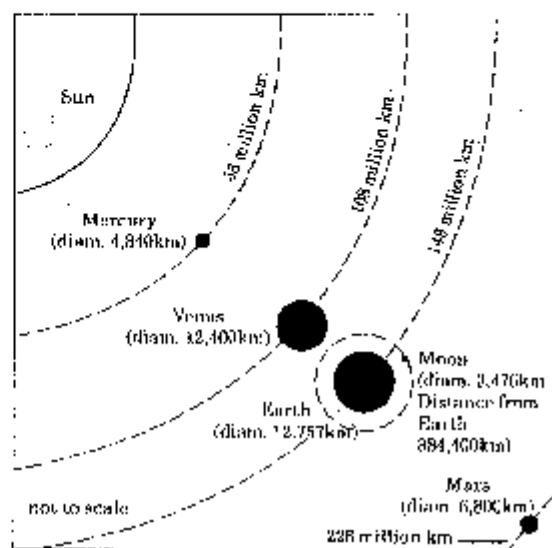 Sun
58 million km
108 million km
149 million km
Mercury
(diam. 4,840km)
Venus
(diam. 12,400km)
Moon
(diam. 3,476km
Distance from
Earth
384,400km)
Earth
(diam. 12,757km)
Mars
(diam. 6,800km)
not to scale
228 million km